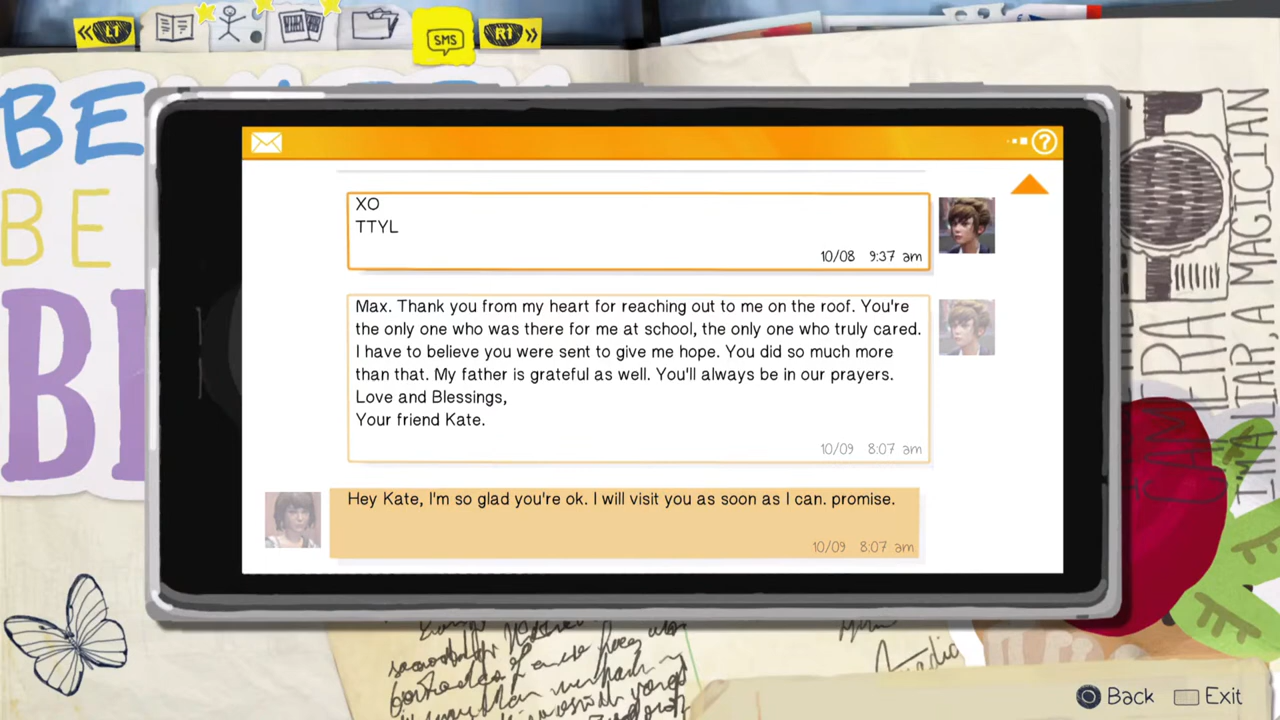 L1
SMS
R1
BE
BE
XO
TTYL
10/08 9:37 am
Max. Thank you from my heart for reaching out to me on the roof. You're
the only one who was there for me at school, the only one who truly cared.
I have to believe you were sent to give me hope. You did so much more
than that. My father is grateful as well. You'll always be in our prayers.
Love and Blessings,
Your friend Kate.
10/09 8:07 am
Hey Kate, I'm so glad you're ok. I will visit you as soon as I can. promise.
10/09 8:07 am
I'M A LIAR, A MAGICIAN
Back
Exit